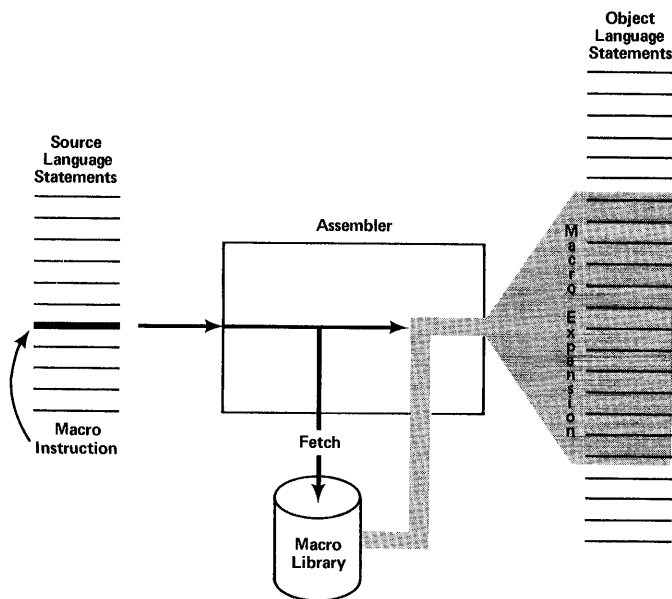 Object
Language
Statements
Source
Language
Statements
Assembler
Macro Expansion
Macro
Instruction
Fetch
Macro
Library